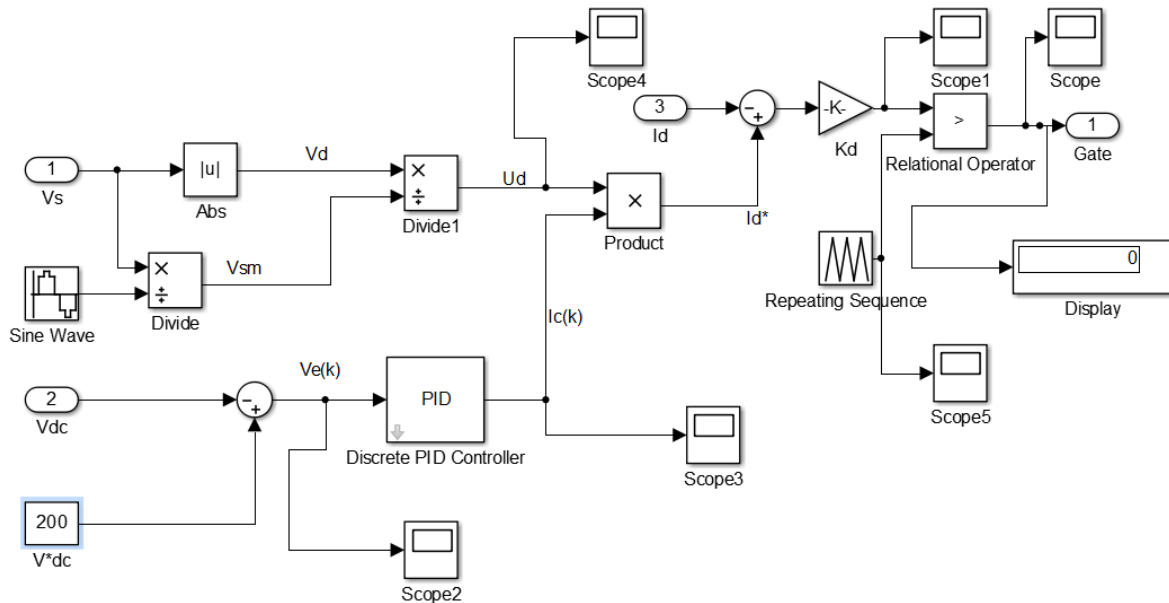 Scope4
Scope1
Scope
3
Id
-K-
Kd
>
Relational Operator
1
Gate
1
Vs
|u|
Abs
Vd
×
÷
Divide1
Ud
×
Product
Id*
Sine Wave
×
÷
Divide
Vsm
Repeating Sequence
0
Display
Ic(k)
2
Vdc
Ve(k)
PID
Discrete PID Controller
Scope3
Scope5
200
V*dc
Scope2